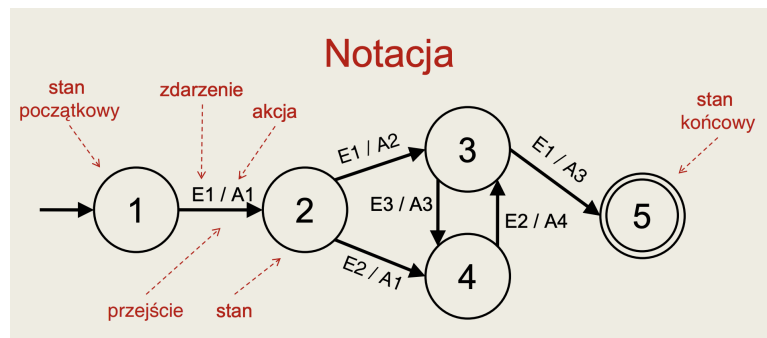 Notacja
stan
początkowy
zdarzenie
akcja
stan
końcowy
E1 / A1
E1 / A2
E1 / A3
E3 / A3
E2 / A4
E2 / A1
1
2
3
4
5
przejście
stan